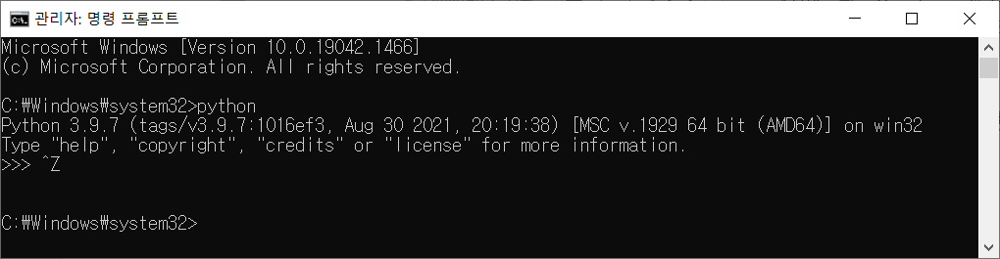 관리자: 명령 프롬프트
Microsoft Windows [Version 10.0.19042.1466]
(c) Microsoft Corporation. All rights reserved.
C:₩Windows₩system32>python
Python 3.9.7 (tags/v3.9.7:1016ef3, Aug 30 2021, 20:19:38) [MSC v.1929 64 bit (AMD64)] on win32
Type "help", "copyright", "credits" or "license" for more information.
>>> ^Z
C:₩Windows₩system32>